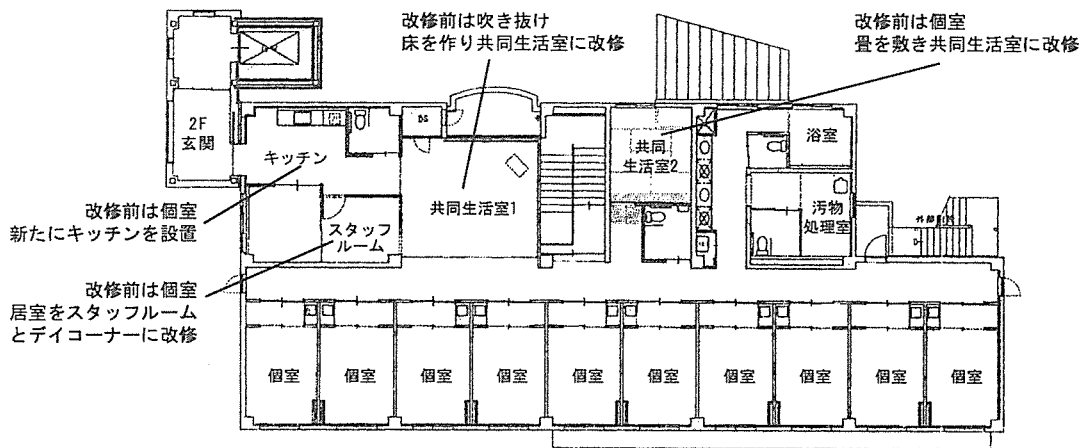 改修前は吹き抜け
床を作り共同生活室に改修
改修前は個室
畳を敷き共同生活室に改修
2F
玄関
キッチン
DS
共同生活室1
共同
生活室2
浴室
汚物
処理室
スタッフ
ルーム
改修前は個室
新たにキッチンを設置
改修前は個室
居室をスタッフルーム
とデイコーナーに改修
個室
個室
個室
個室
個室
個室
個室
個室
個室
個室